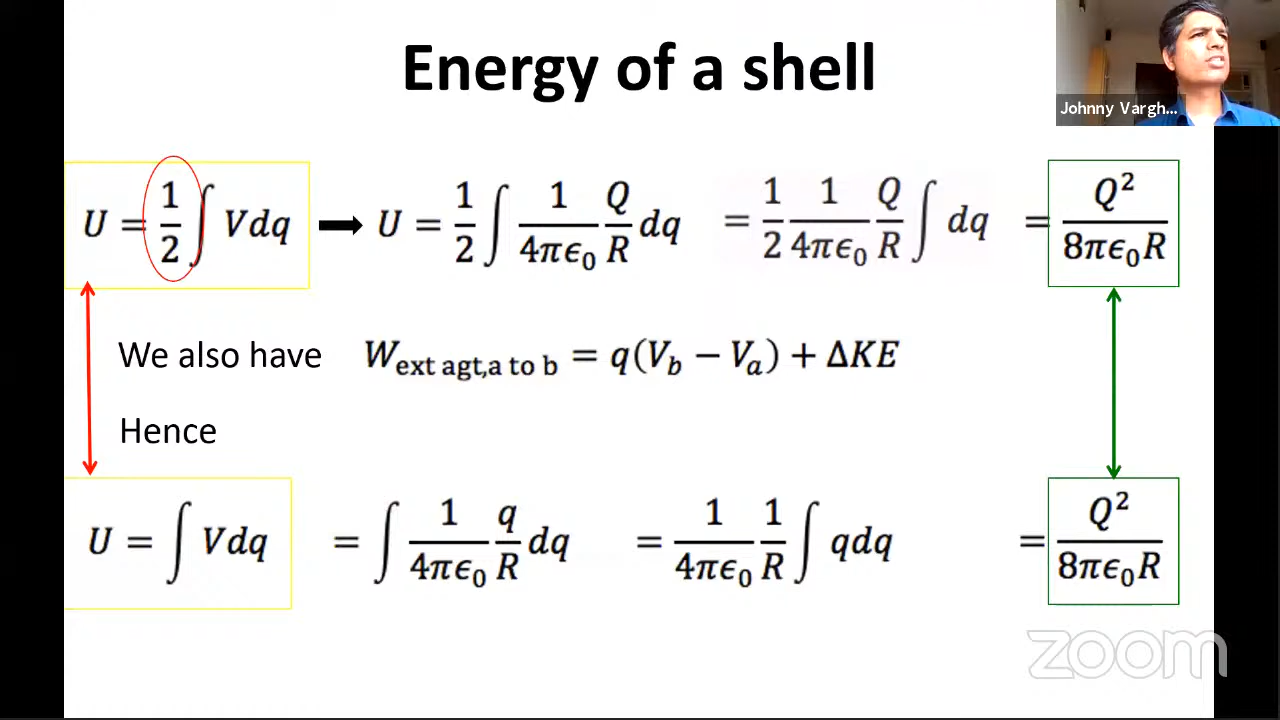 Energy of a shell
Johnny Vargh...
U = 1/2 ∫ V dq → U = 1/2 ∫ 1/(4πϵ₀) Q/R dq = 1/2 1/(4πϵ₀) Q/R ∫ dq = Q²/(8πϵ₀R)
We also have W_ext agt,a to b = q(V_b − V_a) + ΔKE
Hence
U = ∫ V dq = ∫ 1/(4πϵ₀) q/R dq = 1/(4πϵ₀) 1/R ∫ qdq = Q²/(8πϵ₀R)
zoom